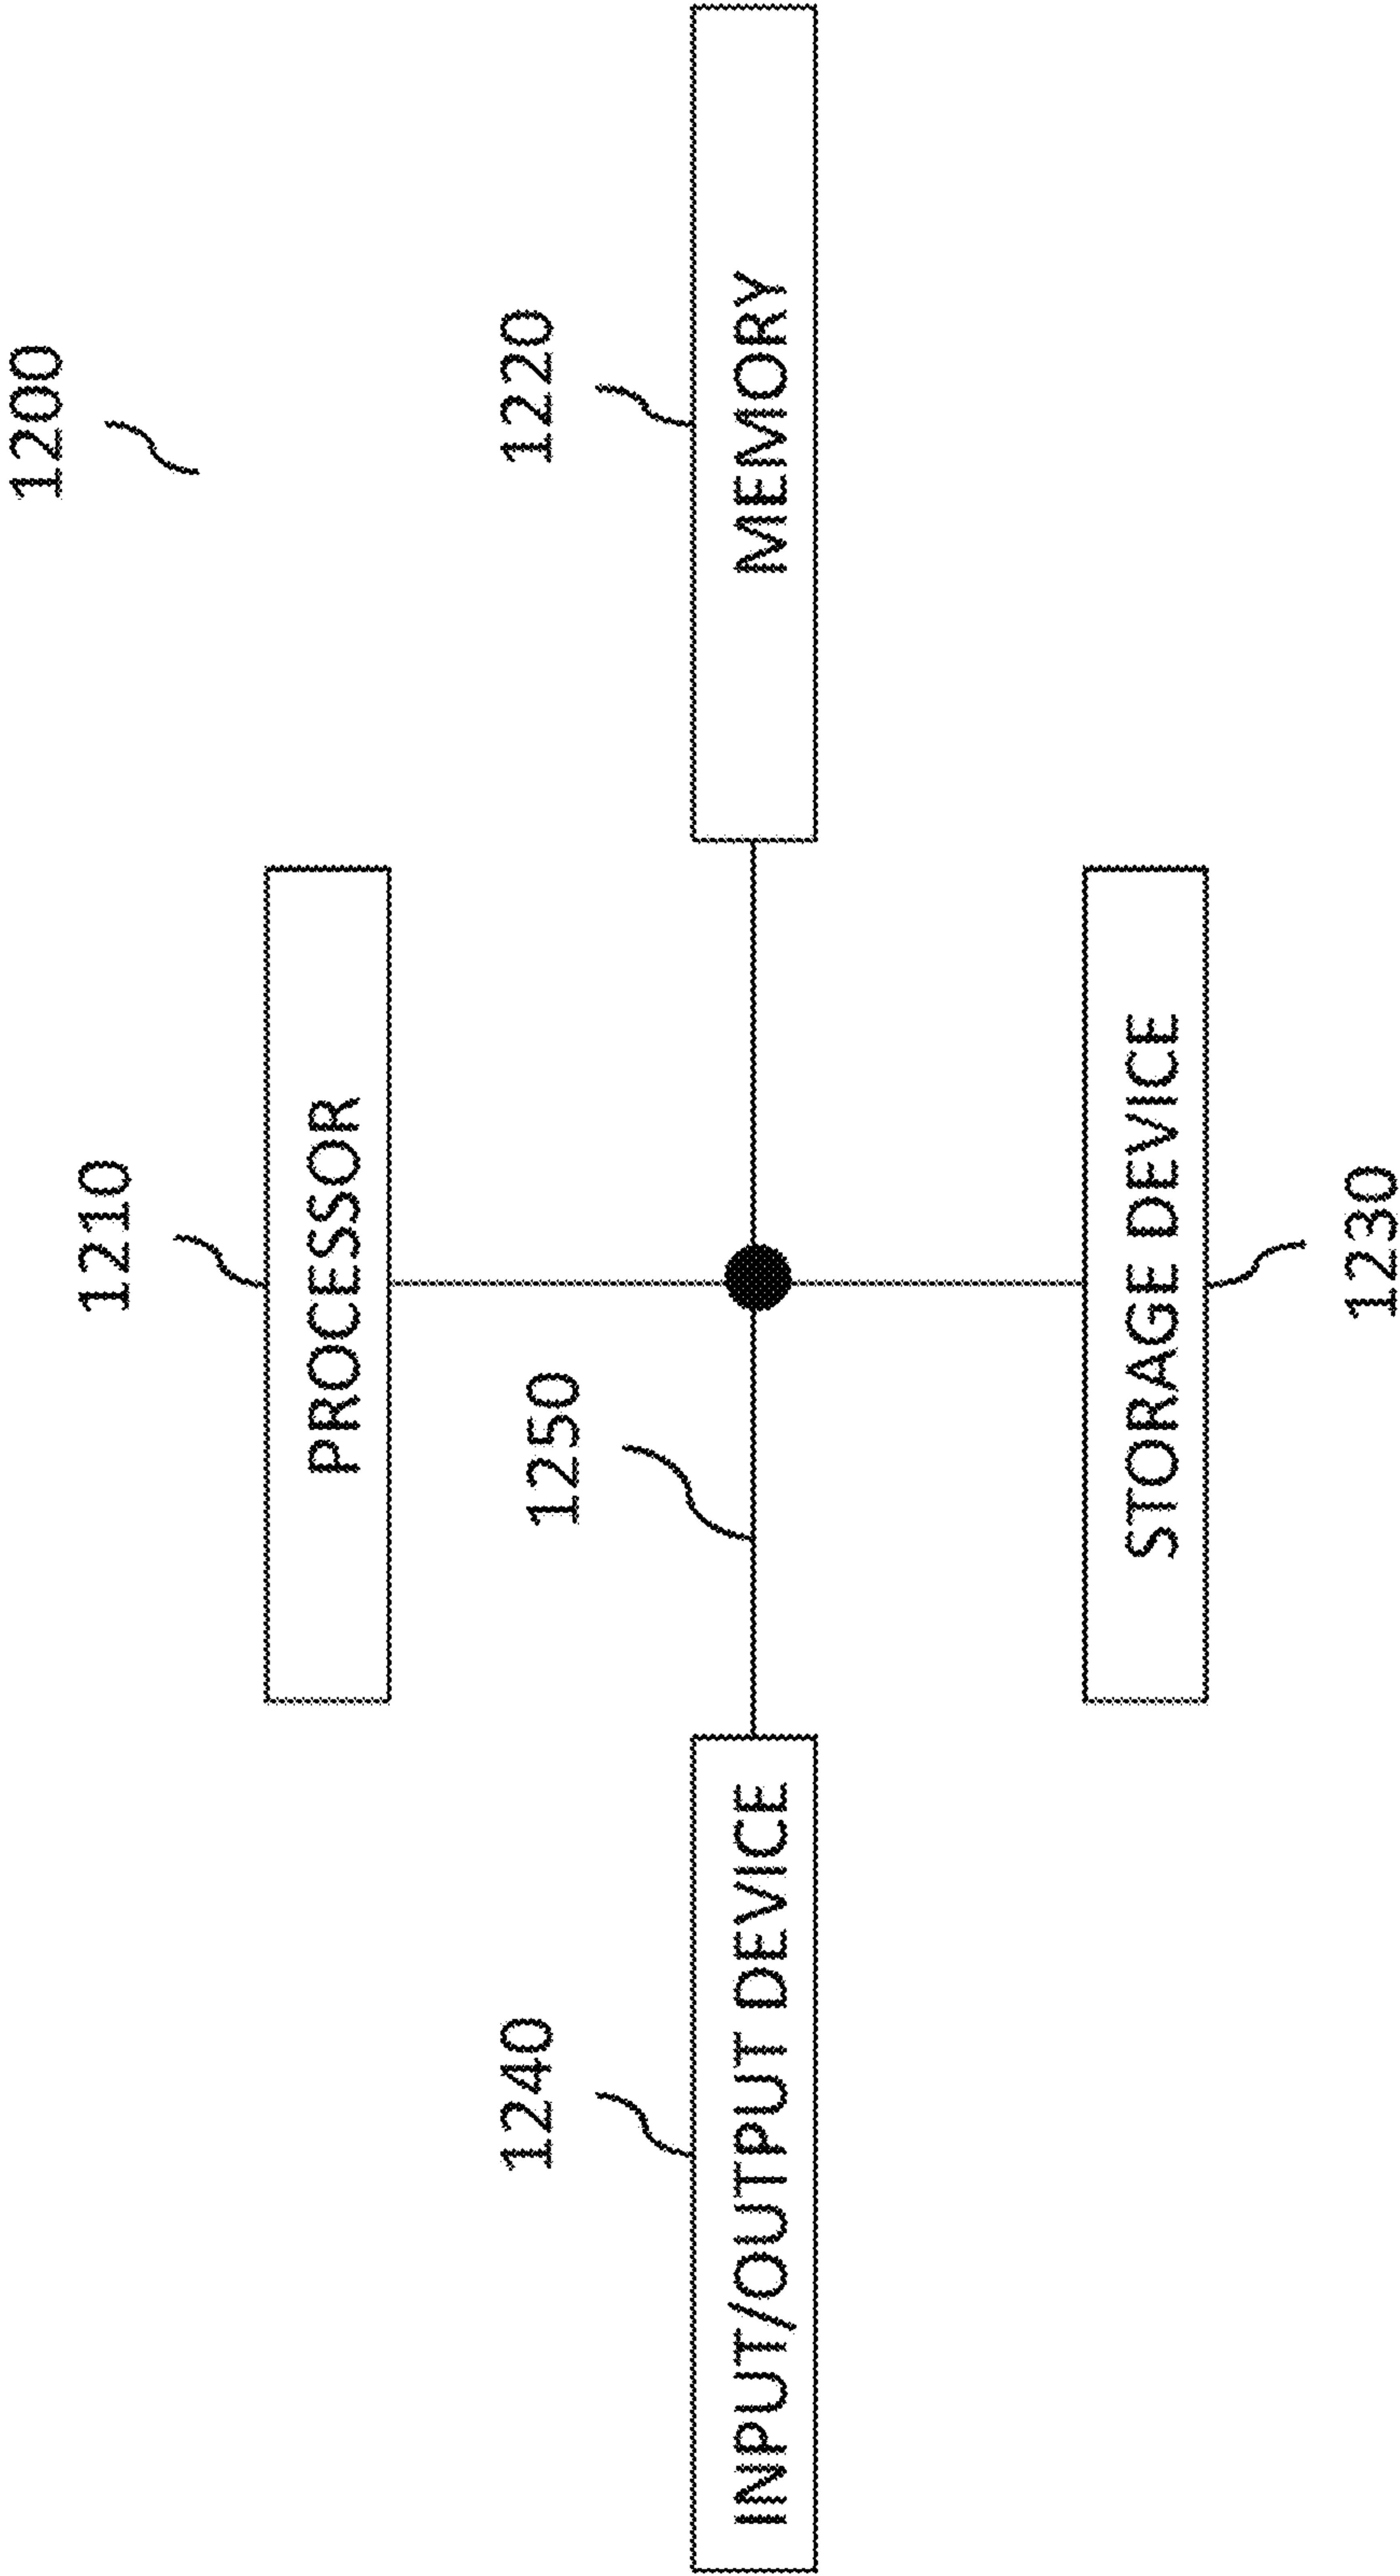 1200
1210
PROCESSOR
1240
1250
1220
INPUT/OUTPUT DEVICE
MEMORY
STORAGE DEVICE
1230